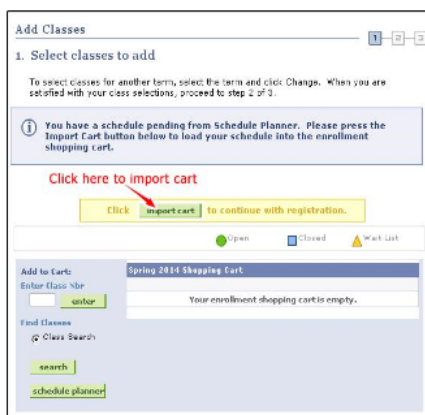 Add Classes
1 2 3
1. Select classes to add
To select classes for another term, select the term and click Change. When you are
satisfied with your class selections, proceed to step 2 of 3.
You have a schedule pending from Schedule Planner. Please press the
Import Cart button below to load your schedule into the enrollment
shopping cart.
Click here to import cart
Click import cart to continue with registration.
Open Closed Wait List
Add to Cart:
Spring 2014 Shopping Cart
Enter Class Nbr
enter
Your enrollment shopping cart is empty.
Find Classes
Class Search
search
schedule planner